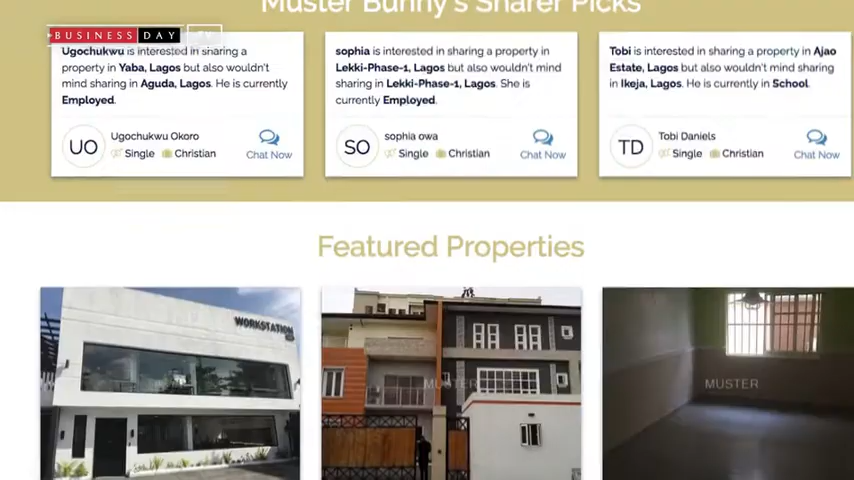 Muster Bunny's Sharer Picks
BUSINESS DAY TV
Ugochukwu is interested in sharing a
property in Yaba, Lagos but also wouldn't
mind sharing in Aguda, Lagos. He is currently
Employed.
UO
Ugochukwu Okoro
Single Christian
Chat Now
sophia is interested in sharing a property in
Lekki-Phase-1, Lagos but also wouldn't mind
sharing in Lekki-Phase-1, Lagos. She is
currently Employed.
SO
sophia owa
Single Christian
Chat Now
Tobi is interested in sharing a property in Ajao
Estate, Lagos but also wouldn't mind sharing
in Ikeja, Lagos. He is currently in School.
TD
Tobi Daniels
Single Christian
Chat Now
Featured Properties
WORKSTATION
MUSTER
MUSTER